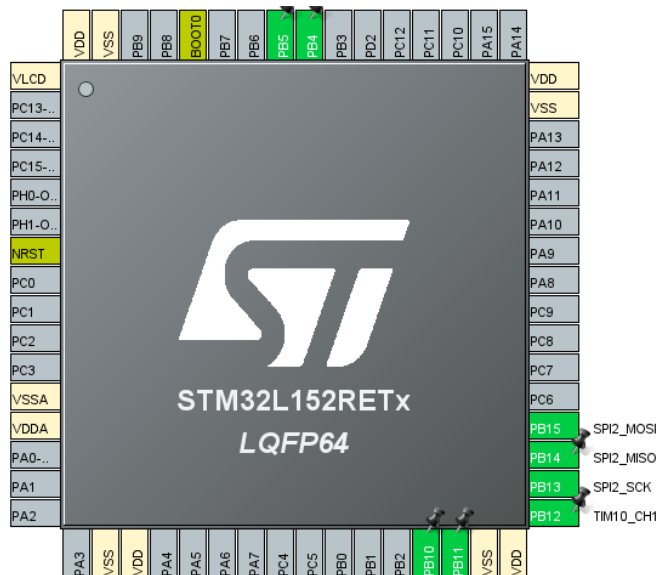 VDD
VSS
PB9
PB8
BOOT0
PB7
PB6
PB5
PB4
PB3
PD2
PC12
PC11
PC10
PA15
PA14
VLCD
PC13-..
PC14-..
PC15-..
PH0-O..
PH1-O..
NRST
PC0
PC1
PC2
PC3
VSSA
VDDA
PA0-..
PA1
PA2
VDD
VSS
PA13
PA12
PA11
PA10
PA9
PA8
PC9
PC8
PC7
PC6
PB15 SPI2_MOSI
PB14 SPI2_MISO
PB13 SPI2_SCK
PB12 TIM10_CH1
ST
STM32L152RETx
LQFP64
PA3
VSS
VDD
PA4
PA5
PA6
PA7
PC4
PC5
PB0
PB1
PB2
PB10
PB11
VSS
VDD